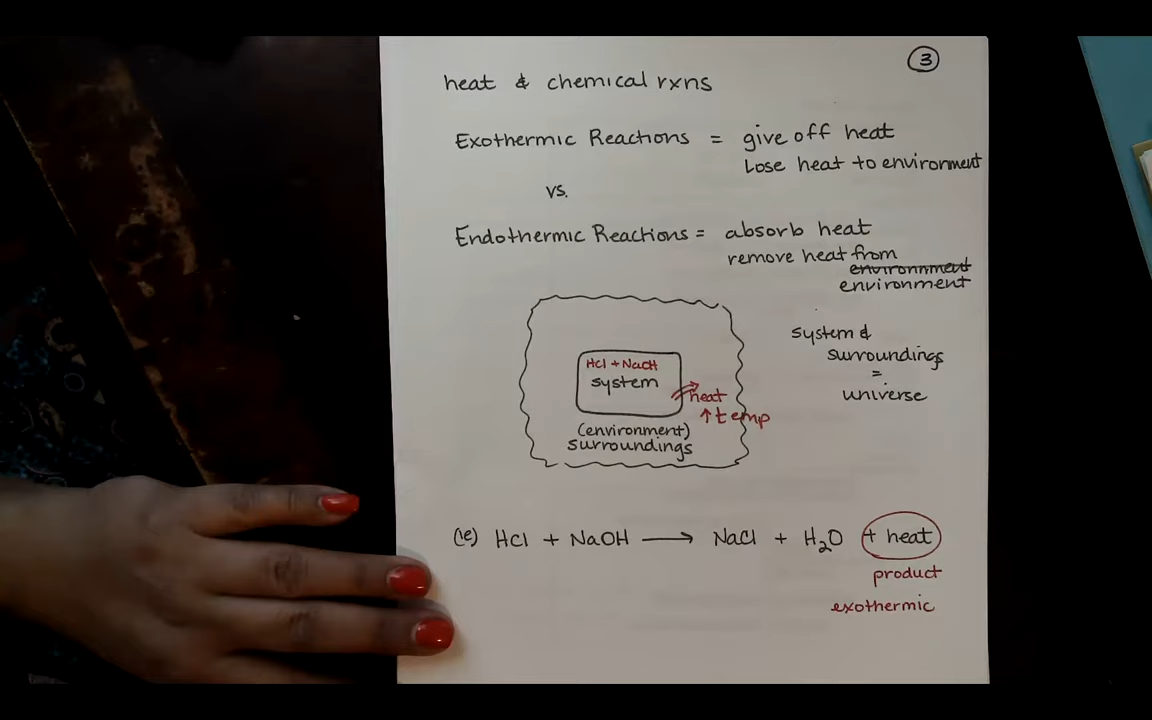 3
heat & chemical rxns
Exothermic Reactions = give off heat
Lose heat to environment
vs.
Endothermic Reactions = absorb heat
remove heat from
environnment
environment
system &
surroundings
=
universe
HCl + NaOH
system
heat
↑ temp
(environment)
surroundings
(ie) HCl + NaOH → NaCl + H₂O + heat
product
exothermic